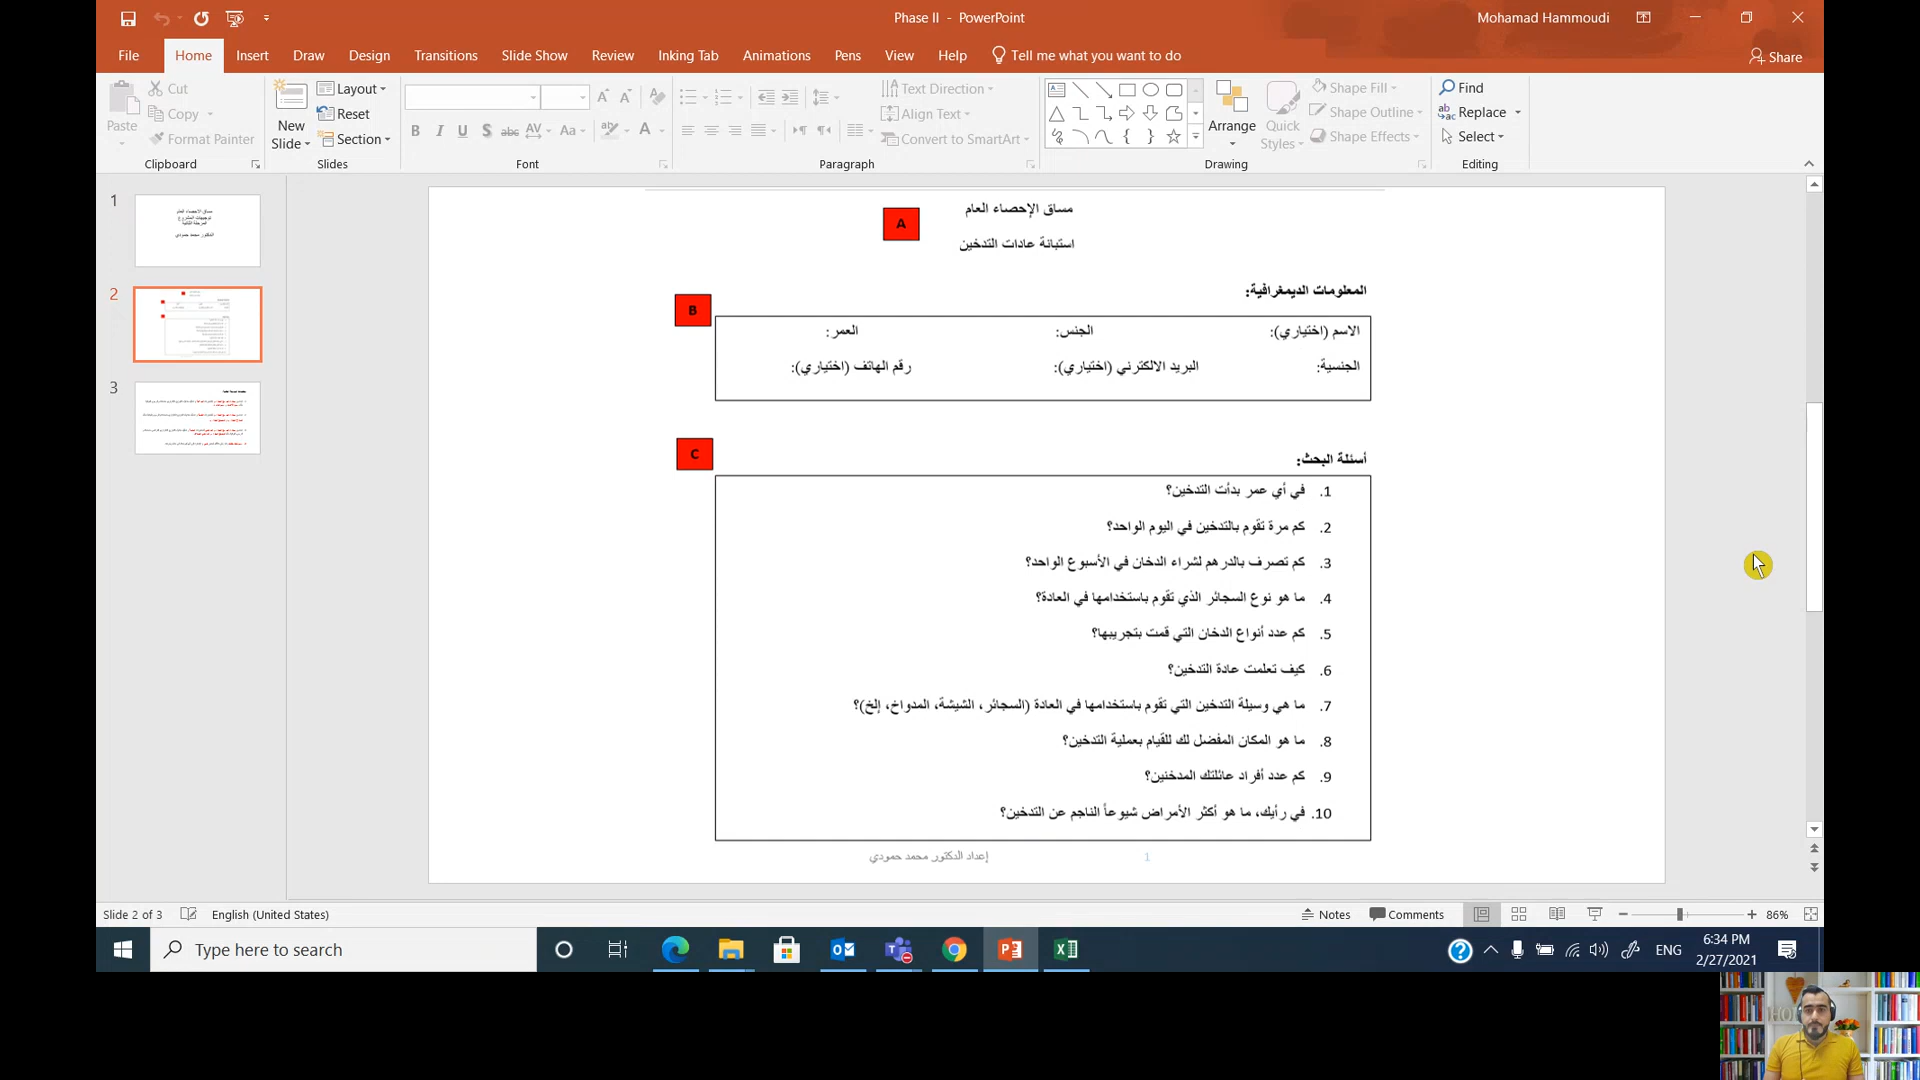 Phase II - PowerPoint
Mohamad Hammoudi
File Home Insert Draw Design Transitions Slide Show Review Inking Tab Animations Pens View Help Tell me what you want to do
Share
Paste
Cut
Copy
Format Painter
Clipboard
New Slide
Layout
Reset
Section
Slides
Font
Text Direction
Align Text
Convert to SmartArt
Paragraph
Arrange
Quick Styles
Shape Fill
Shape Outline
Shape Effects
Drawing
Find
Replace
Select
Editing
1
مساق الإحصاء العام
الدكتور محمد حمودي
2
3
A
مساق الإحصاء العام
استبانة عادات التدخين
B
المعلومات الديمغرافية:
الاسم (اختياري): الجنس: العمر:
الجنسية: البريد الالكتروني (اختياري): رقم الهاتف (اختياري):
C
أسئلة البحث:
1. في أي عمر بدأت التدخين؟
2. كم مرة تقوم بالتدخين في اليوم الواحد؟
3. كم تصرف بالدرهم لشراء الدخان في الأسبوع الواحد؟
4. ما هو نوع السجائر الذي تقوم باستخدامها في العادة؟
5. كم عدد أنواع الدخان التي قمت بتجريبها؟
6. كيف تعلمت عادة التدخين؟
7. ما هي وسيلة التدخين التي تقوم باستخدامها في العادة (السجائر، الشيشة، المدواخ، إلخ)؟
8. ما هو المكان المفضل لك للقيام بعملية التدخين؟
9. كم عدد أفراد عائلتك المدخنين؟
10. في رأيك، ما هو أكثر الأمراض شيوعاً الناجم عن التدخين؟
1
إعداد الدكتور محمد حمودي
Slide 2 of 3
English (United States)
Notes
Comments
86%
Type here to search
ENG
6:34 PM
2/27/2021